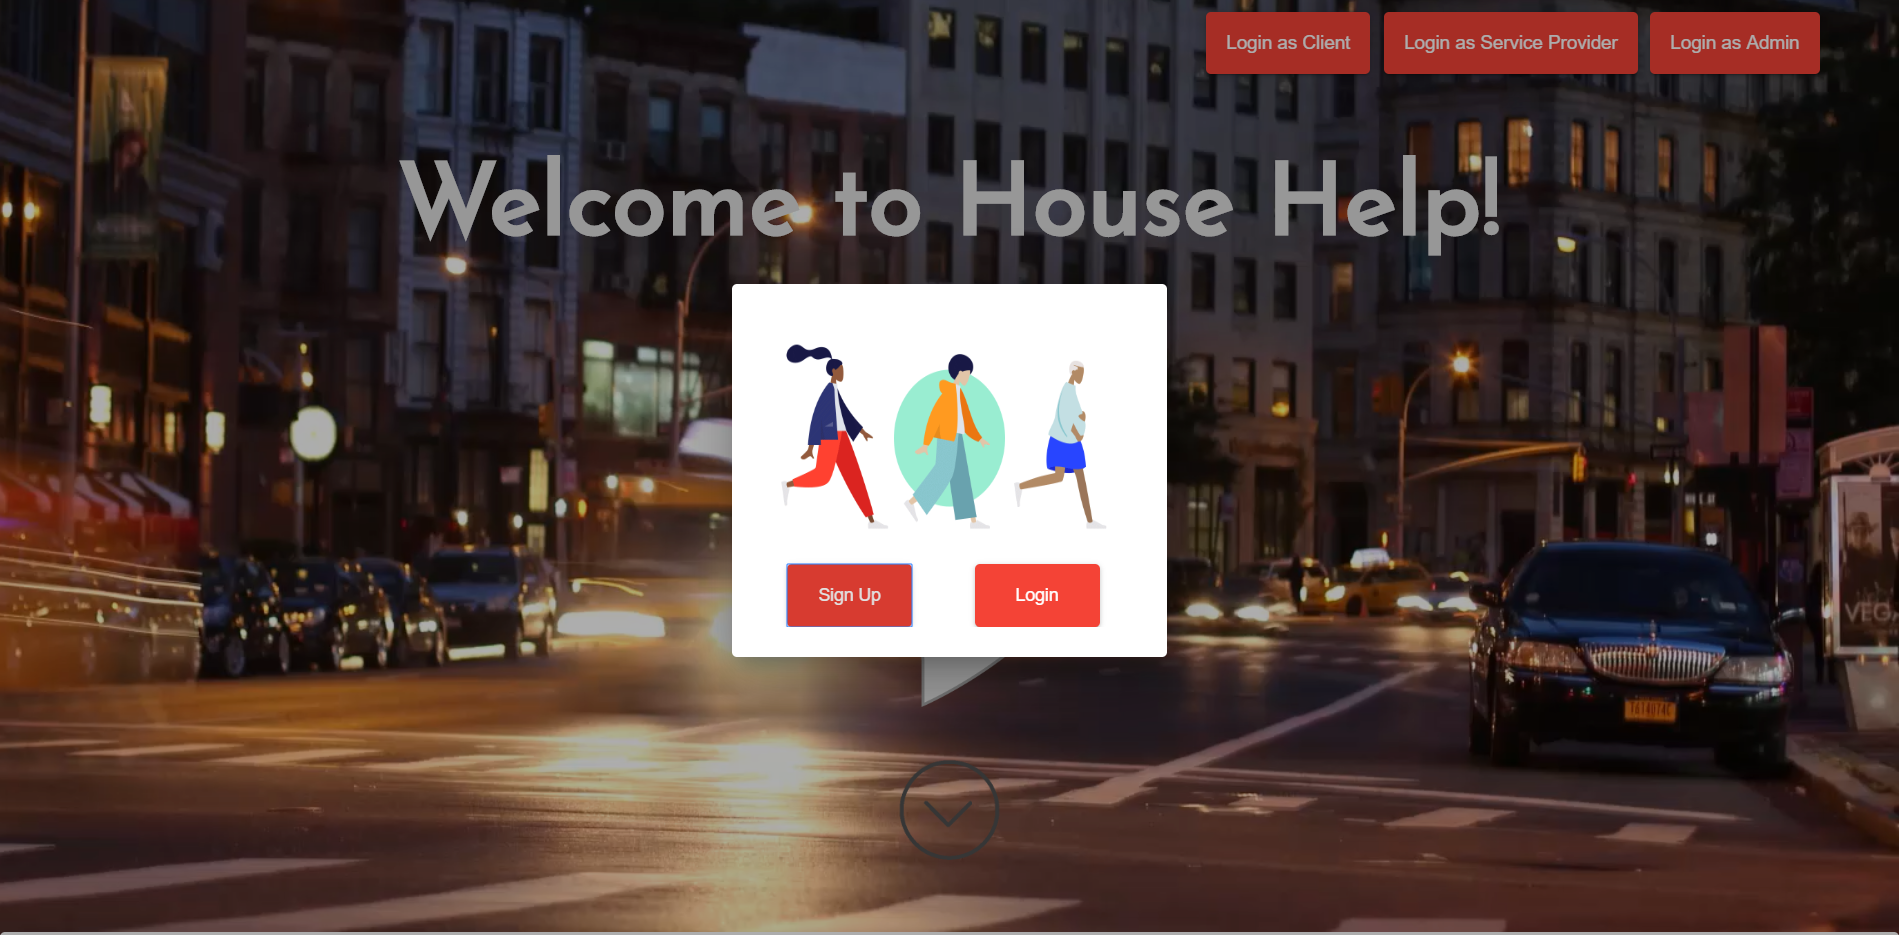 Login as Client
Login as Service Provider
Login as Admin
Welcome to House Help!
Sign Up
Login